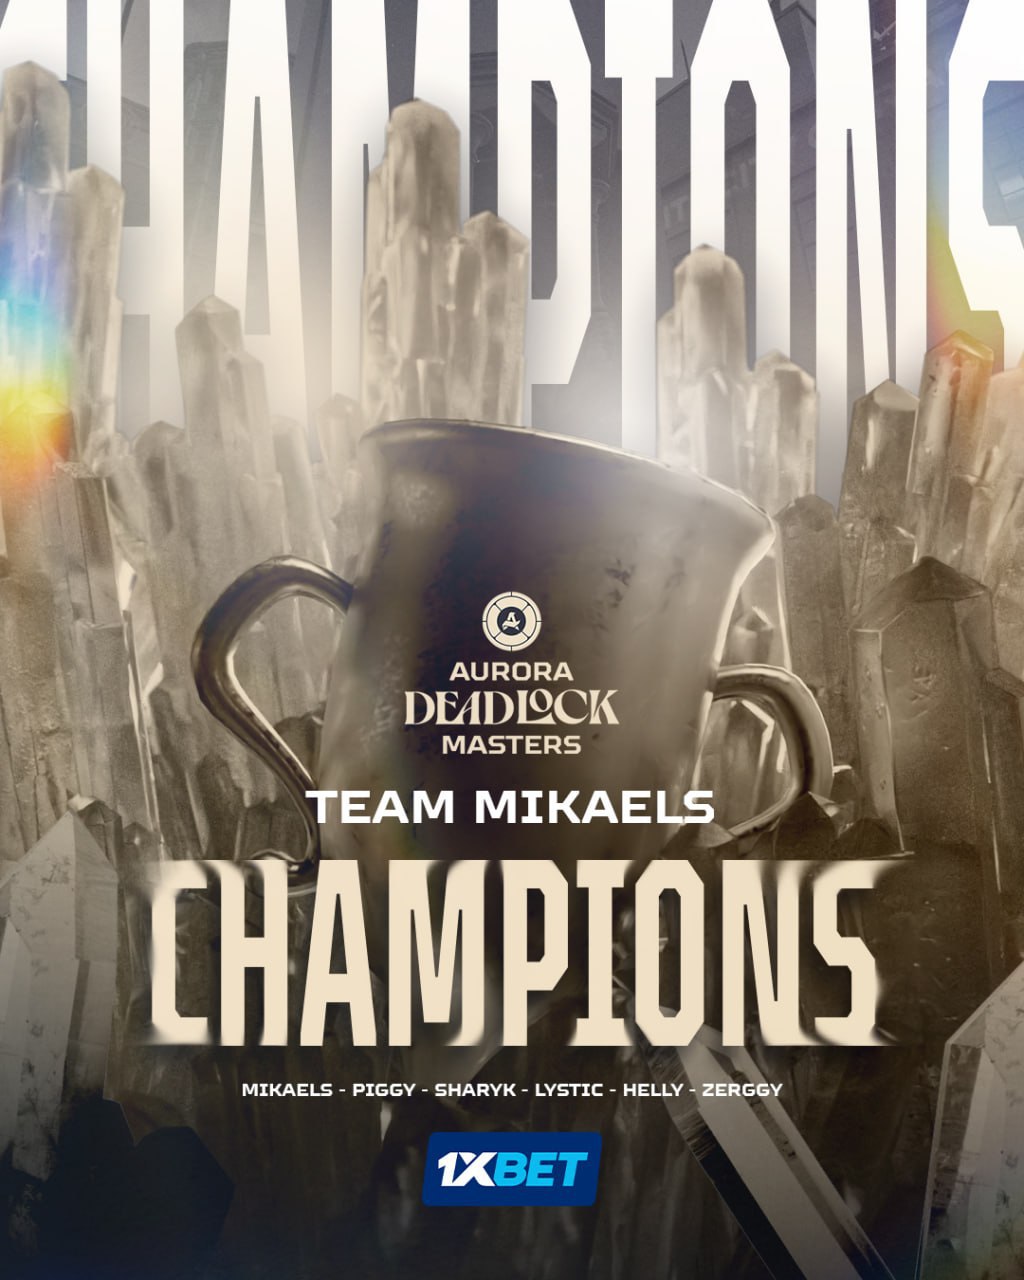 CHAMPIONS
AURORA
DEADLOCK
MASTERS
TEAM MIKAELS
CHAMPIONS
MIKAELS - PIGGY - SHARYK - LYSTIC - HELLY - ZERGGY
1XBET